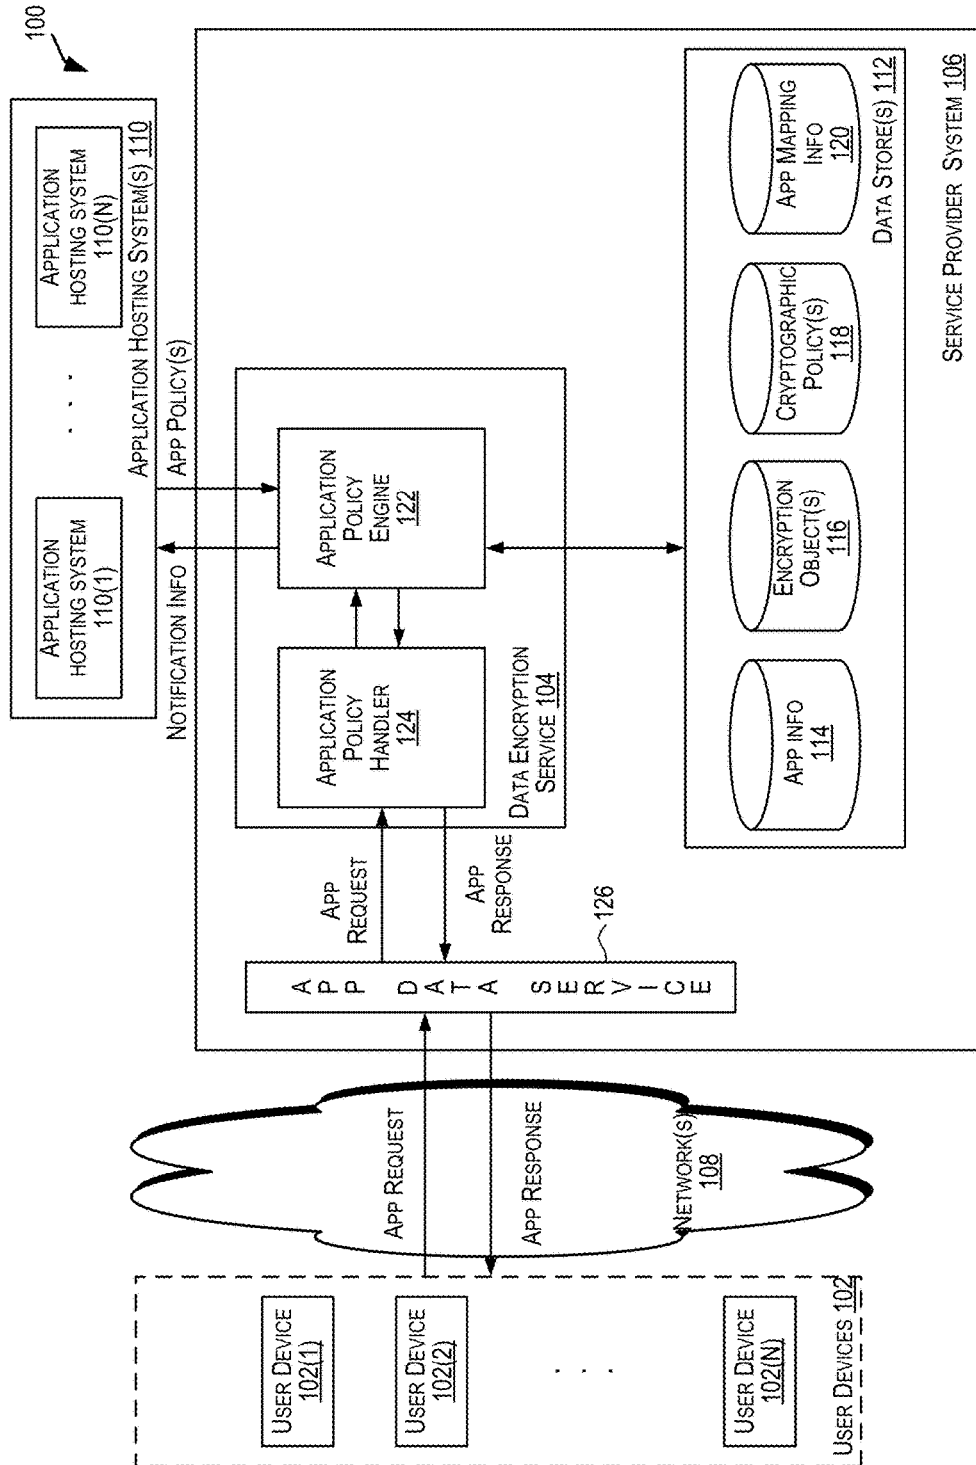 100
APPLICATION
HOSTING SYSTEM
110(1)
. . .
APPLICATION
HOSTING SYSTEM
110(N)
APPLICATION HOSTING SYSTEM(S) 110
NOTIFICATION INFO
APP POLICY(S)
USER DEVICE
102(1)
USER DEVICE
102(2)
. . .
USER DEVICE
102(N)
USER DEVICES 102
APP REQUEST
APP RESPONSE
NETWORK(S)
108
APP DATA SERVICE
126
APP
REQUEST
APP
RESPONSE
APPLICATION
POLICY
HANDLER
124
APPLICATION
POLICY
ENGINE
122
DATA ENCRYPTION
SERVICE 104
APP INFO
114
ENCRYPTION
OBJECT(S)
116
CRYPTOGRAPHIC
POLICY(S)
118
APP MAPPING
INFO
120
DATA STORE(S) 112
SERVICE PROVIDER SYSTEM 106